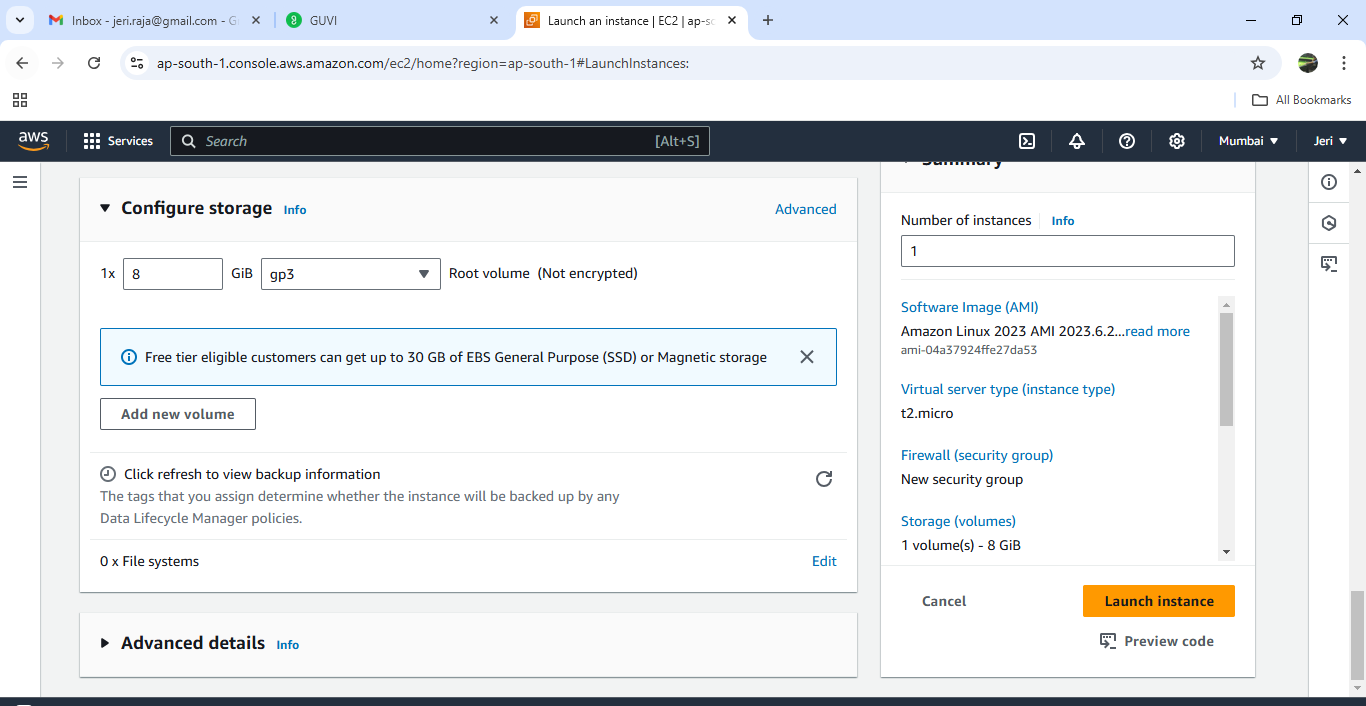 Inbox - jeri.raja@gmail.com - G
GUVI
Launch an instance | EC2 | ap-sc
ap-south-1.console.aws.amazon.com/ec2/home?region=ap-south-1#LaunchInstances:
All Bookmarks
aws
Services
Search
[Alt+S]
Mumbai
Jeri
Configure storage Info
Advanced
1x 8 GiB gp3 Root volume (Not encrypted)
Free tier eligible customers can get up to 30 GB of EBS General Purpose (SSD) or Magnetic storage
Add new volume
Click refresh to view backup information
The tags that you assign determine whether the instance will be backed up by any
Data Lifecycle Manager policies.
0 x File systems
Edit
Advanced details Info
Summary
Number of instances Info
1
Software Image (AMI)
Amazon Linux 2023 AMI 2023.6.2...read more
ami-04a37924ffe27da53
Virtual server type (instance type)
t2.micro
Firewall (security group)
New security group
Storage (volumes)
1 volume(s) - 8 GiB
Cancel
Launch instance
Preview code